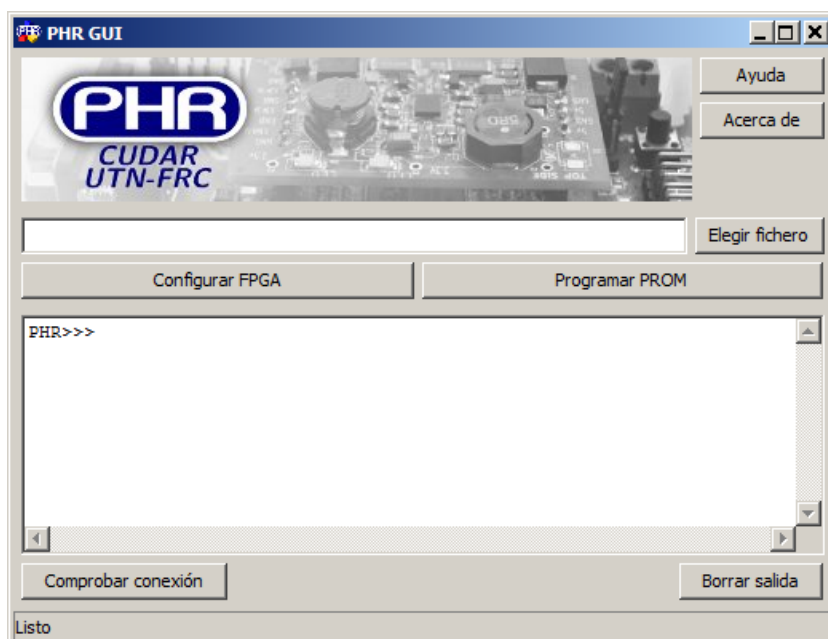 PHR GUI
PHR
CUDAR
UTN-FRC
Ayuda
Acerca de
Elegir fichero
Configurar FPGA
Programar PROM
PHR>>>
Comprobar conexión
Borrar salida
Listo